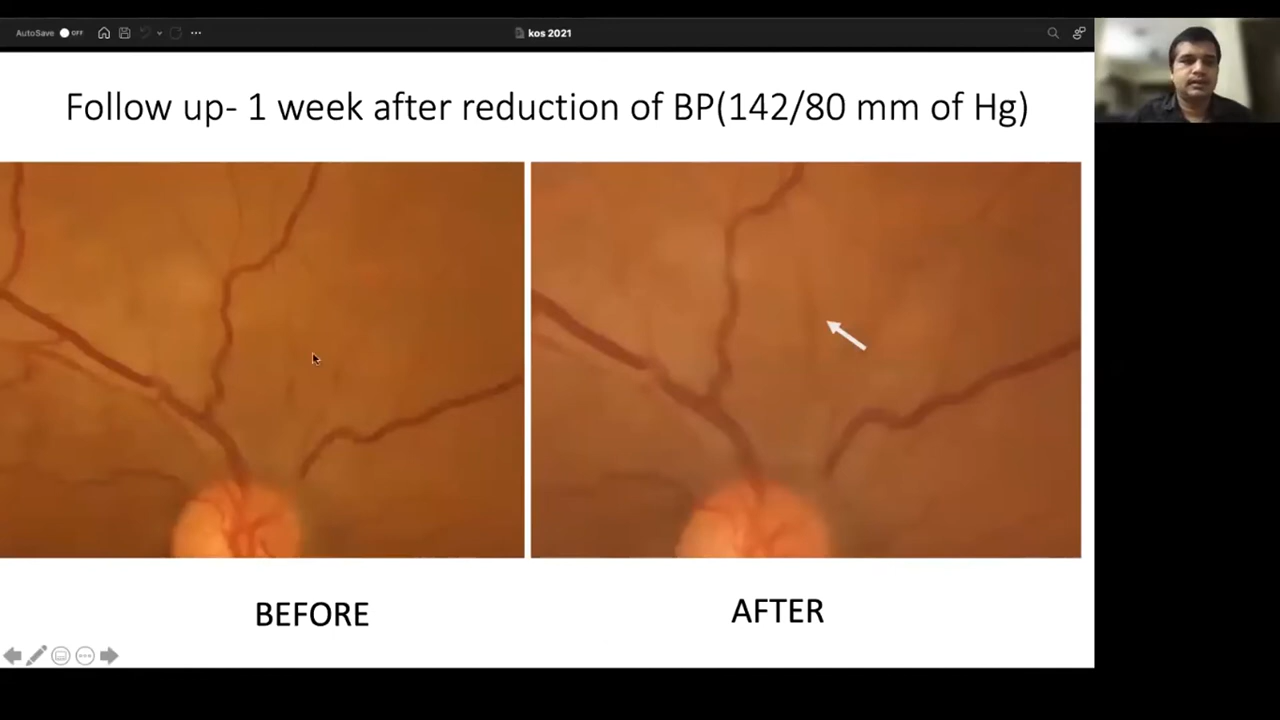 AutoSave OFF
kos 2021
Follow up- 1 week after reduction of BP(142/80 mm of Hg)
BEFORE
AFTER